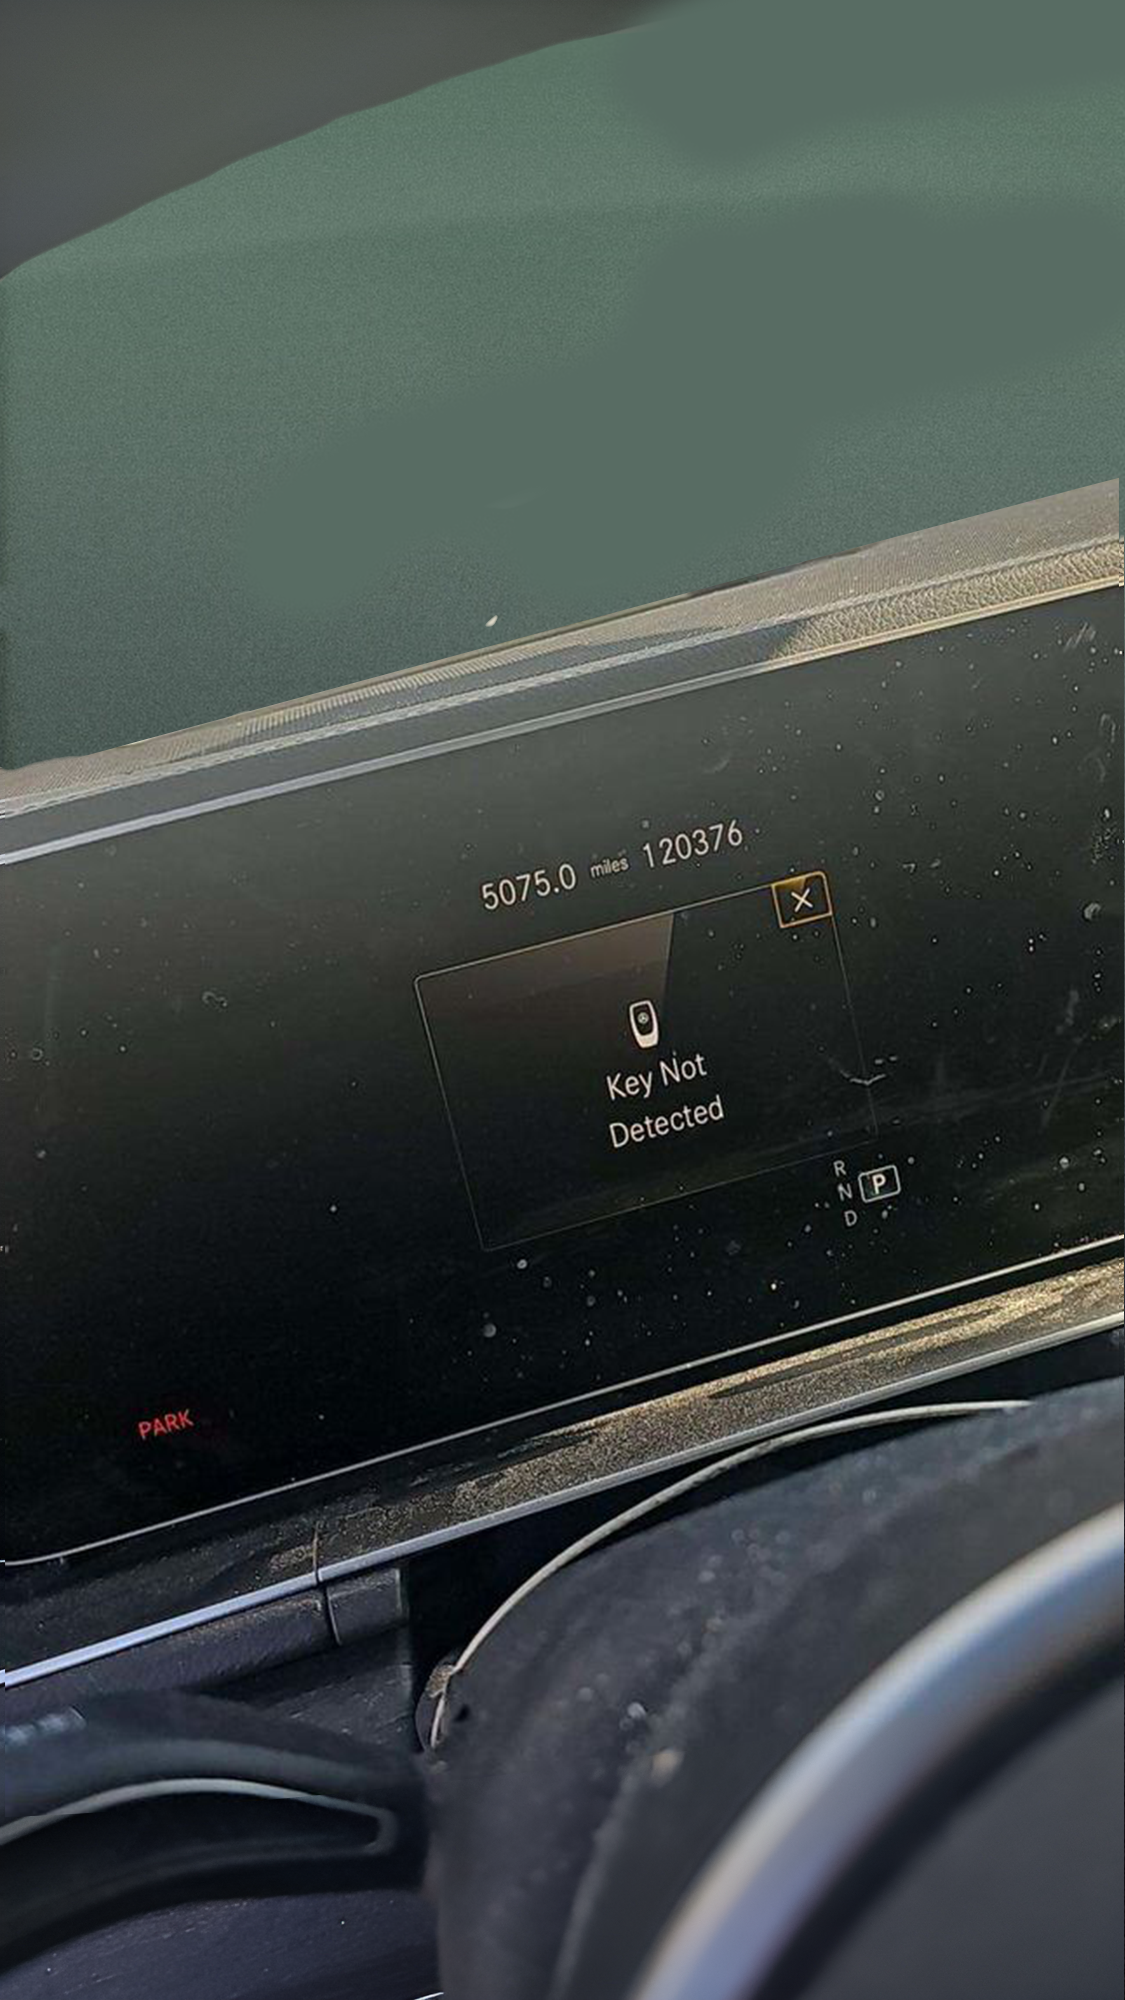 5075.0 miles 120376
X
Key Not
Detected
R
N P
D
PARK